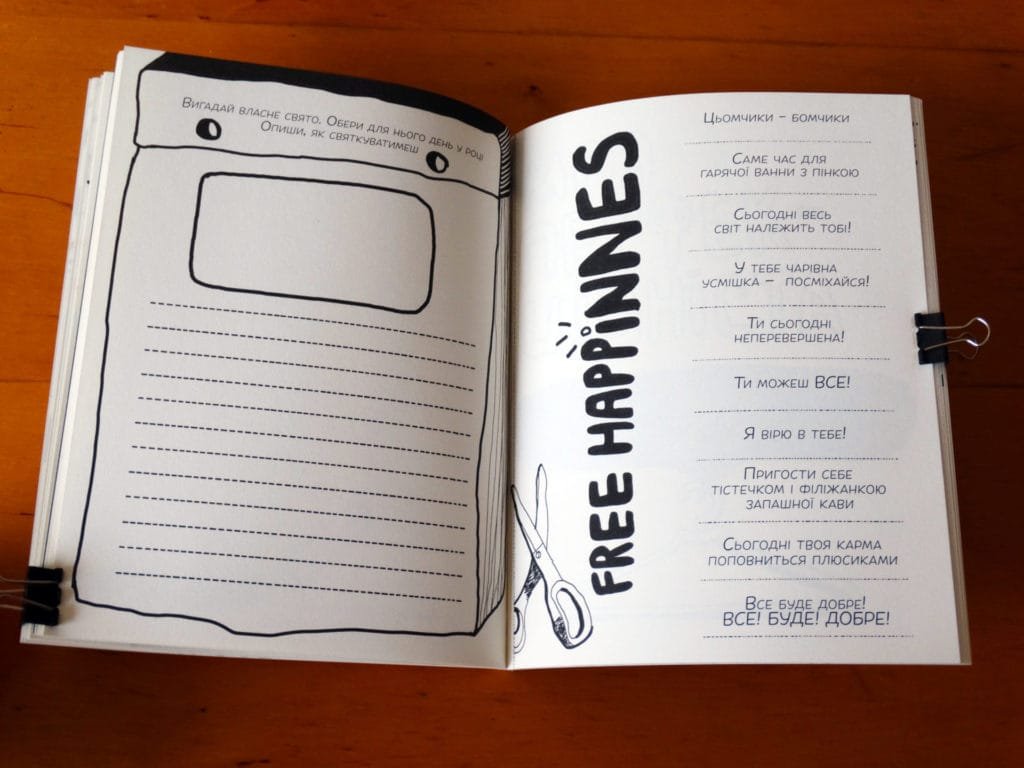 Вигадай власне свято. Обери для нього день у році
Опиши, як святкуватимеш
FREE HAPPINNES
Цьомчики – бомчики
Саме час для
гарячої ванни з пінкою
Сьогодні весь
світ належить тобі!
У тебе чарівна
усмішка – посміхайся!
Ти сьогодні
неперевершена!
Ти можеш ВСЕ!
Я вірю в тебе!
Пригости себе
тістечком і філіжанкою
запашної кави
Сьогодні твоя карма
поповниться плюсиками
Все буде добре!
ВСЕ! БУДЕ! ДОБРЕ!